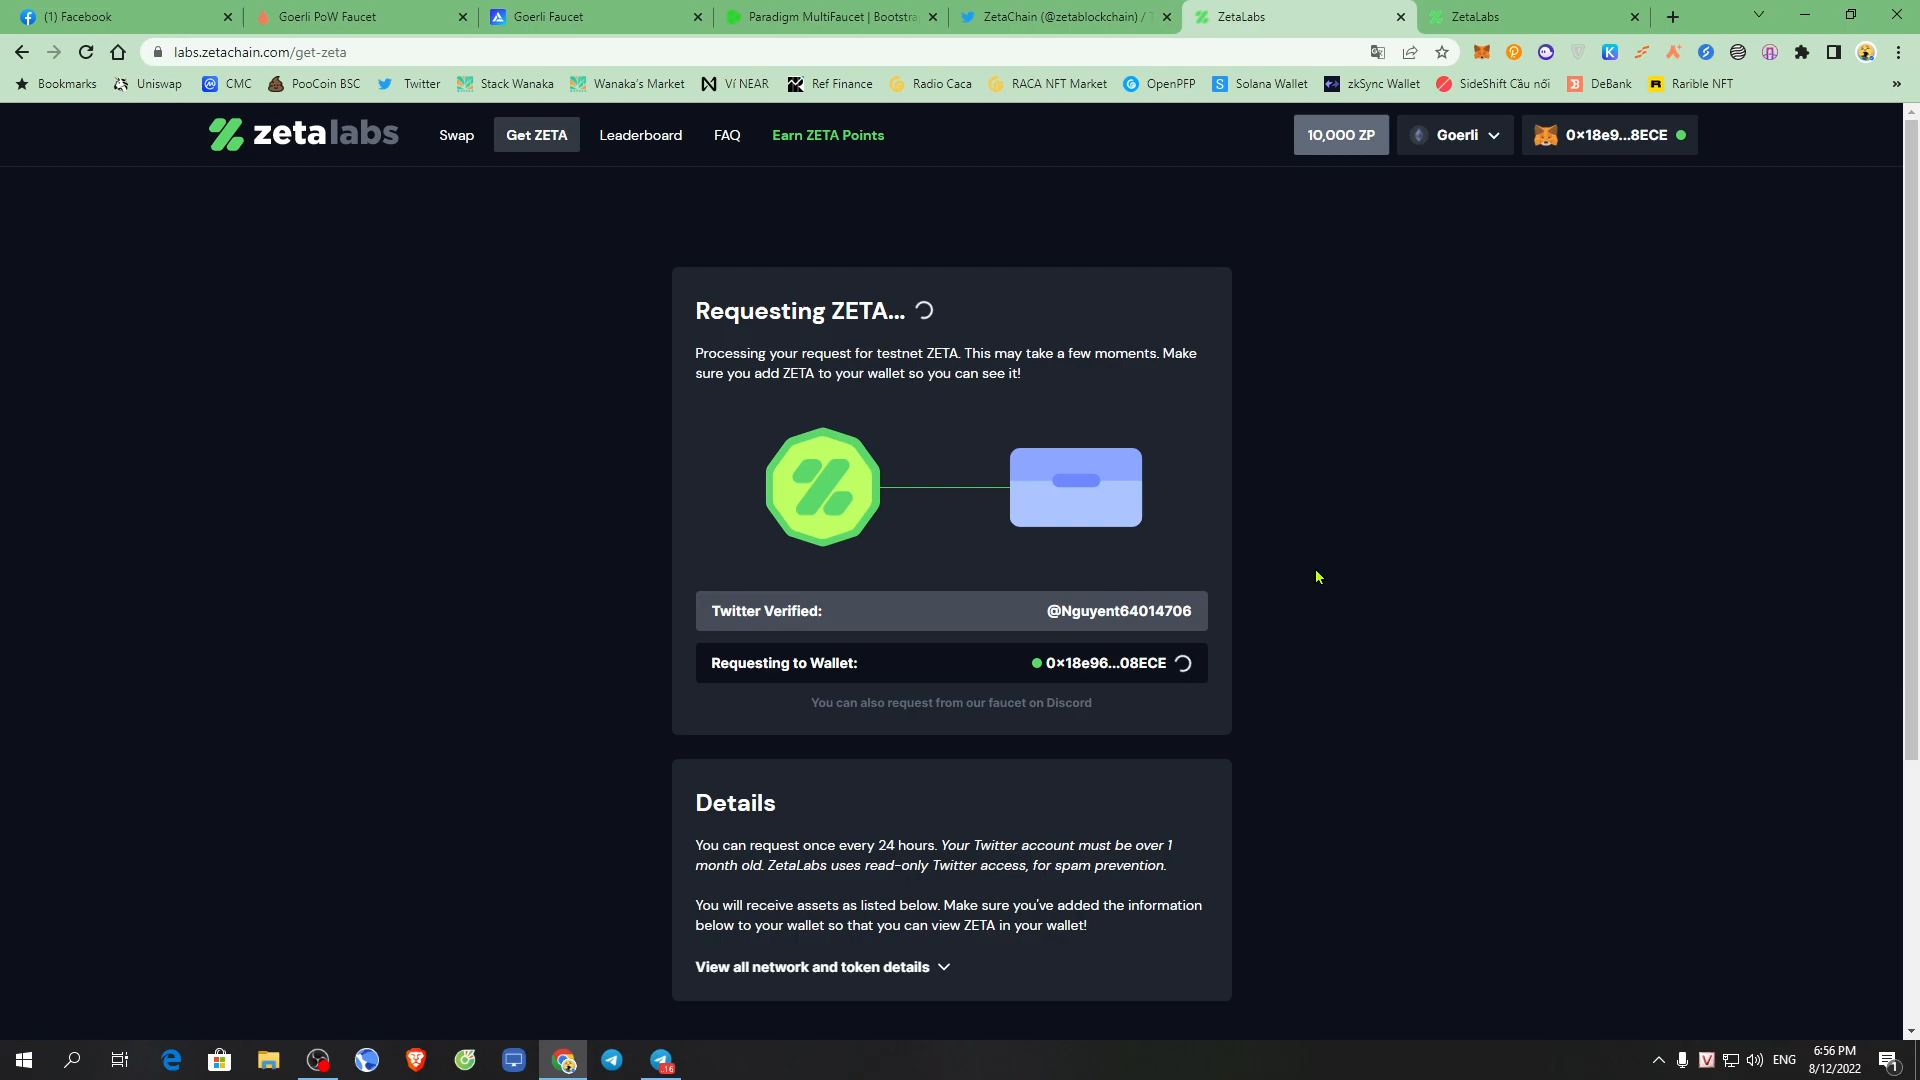 (1) Facebook
Goerli PoW Faucet
Goerli Faucet
Paradigm MultiFaucet | Bootstra
ZetaChain (@zetablockchain) / T
ZetaLabs
ZetaLabs
labs.zetachain.com/get-zeta
Bookmarks
Uniswap
CMC
PooCoin BSC
Twitter
Stack Wanaka
Wanaka's Market
Ví NEAR
Ref Finance
Radio Caca
RACA NFT Market
OpenPFP
Solana Wallet
zkSync Wallet
SideShift Cầu nối
DeBank
Rarible NFT
»
zetalabs
Swap
Get ZETA
Leaderboard
FAQ
Earn ZETA Points
10,000 ZP
Goerli
0×18e9...8ECE
Requesting ZETA...
Processing your request for testnet ZETA. This may take a few moments. Make
sure you add ZETA to your wallet so you can see it!
Twitter Verified: @Nguyent64014706
Requesting to Wallet: 0×18e96...08ECE
You can also request from our faucet on Discord
Details
You can request once every 24 hours. Your Twitter account must be over 1
month old. ZetaLabs uses read-only Twitter access, for spam prevention.
You will receive assets as listed below. Make sure you've added the information
below to your wallet so that you can view ZETA in your wallet!
View all network and token details
16
ENG
6:56 PM
8/12/2022
1